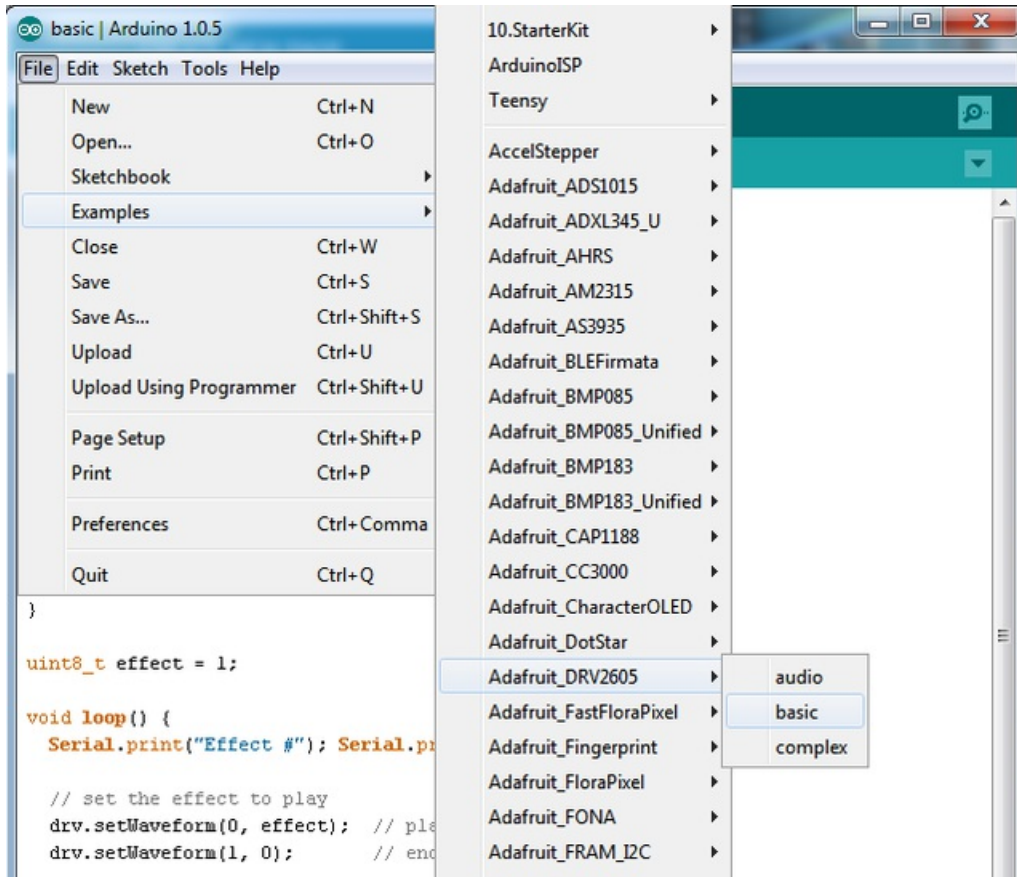 basic | Arduino 1.0.5
File Edit Sketch Tools Help
New Ctrl+N
Open... Ctrl+O
Sketchbook
Examples
Close Ctrl+W
Save Ctrl+S
Save As... Ctrl+Shift+S
Upload Ctrl+U
Upload Using Programmer Ctrl+Shift+U
Page Setup Ctrl+Shift+P
Print Ctrl+P
Preferences Ctrl+Comma
Quit Ctrl+Q
10.StarterKit
ArduinoISP
Teensy
AccelStepper
Adafruit_ADS1015
Adafruit_ADXL345_U
Adafruit_AHRS
Adafruit_AM2315
Adafruit_AS3935
Adafruit_BLEFirmata
Adafruit_BMP085
Adafruit_BMP085_Unified
Adafruit_BMP183
Adafruit_BMP183_Unified
Adafruit_CAP1188
Adafruit_CC3000
Adafruit_CharacterOLED
Adafruit_DotStar
Adafruit_DRV2605
Adafruit_FastFloraPixel
Adafruit_Fingerprint
Adafruit_FloraPixel
Adafruit_FONA
Adafruit_FRAM_I2C
audio
basic
complex
}
uint8_t effect = 1;
void loop() {
Serial.print("Effect #"); Serial.pr
// set the effect to play
drv.setWaveform(0, effect); // pla
drv.setWaveform(1, 0); // end